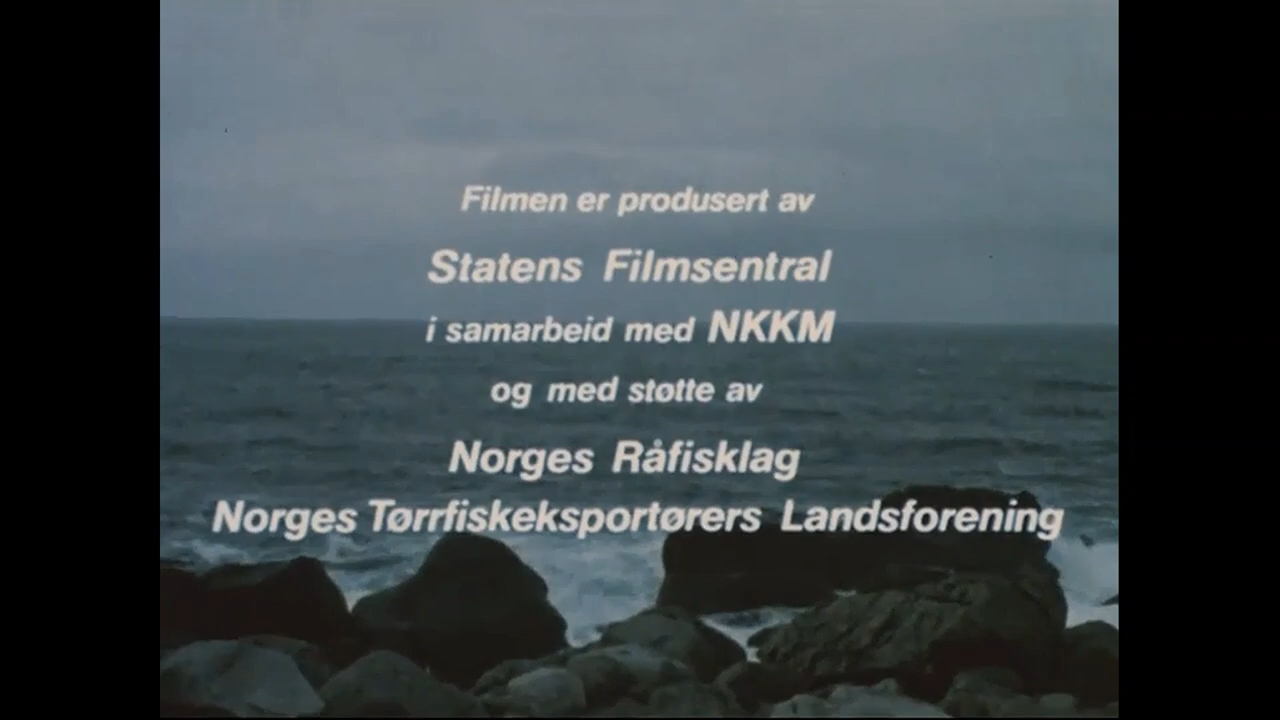 Filmen er produsert av
Statens Filmsentral
i samarbeid med NKKM
og med støtte av
Norges Råfisklag
Norges Tørrfiskeksportørers Landsforening